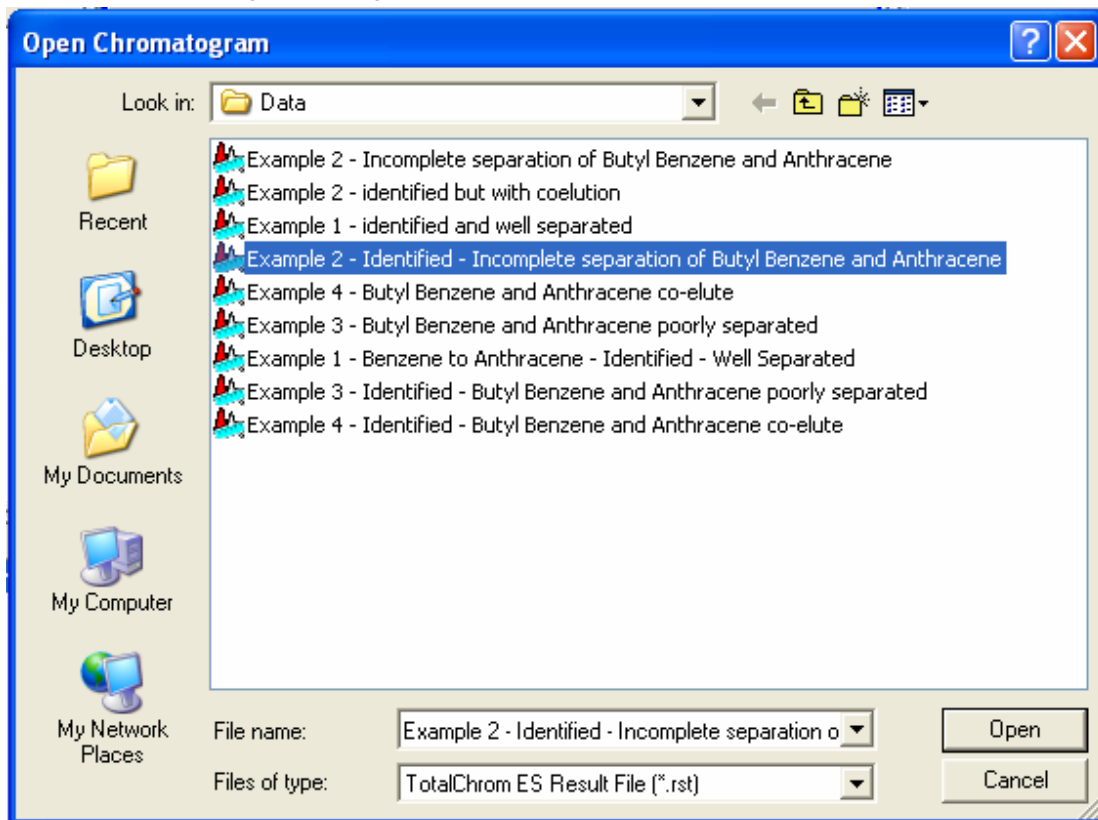 Open Chromatogram
Look in: Data
Example 2 - Incomplete separation of Butyl Benzene and Anthracene
Example 2 - identified but with coelution
Example 1 - identified and well separated
Example 2 - Identified - Incomplete separation of Butyl Benzene and Anthracene
Example 4 - Butyl Benzene and Anthracene co-elute
Example 3 - Butyl Benzene and Anthracene poorly separated
Example 1 - Benzene to Anthracene - Identified - Well Separated
Example 3 - Identified - Butyl Benzene and Anthracene poorly separated
Example 4 - Identified - Butyl Benzene and Anthracene co-elute
Recent
Desktop
My Documents
My Computer
My Network
Places
File name: Example 2 - Identified - Incomplete separation o Open
Files of type: TotalChrom ES Result File (*.rst) Cancel